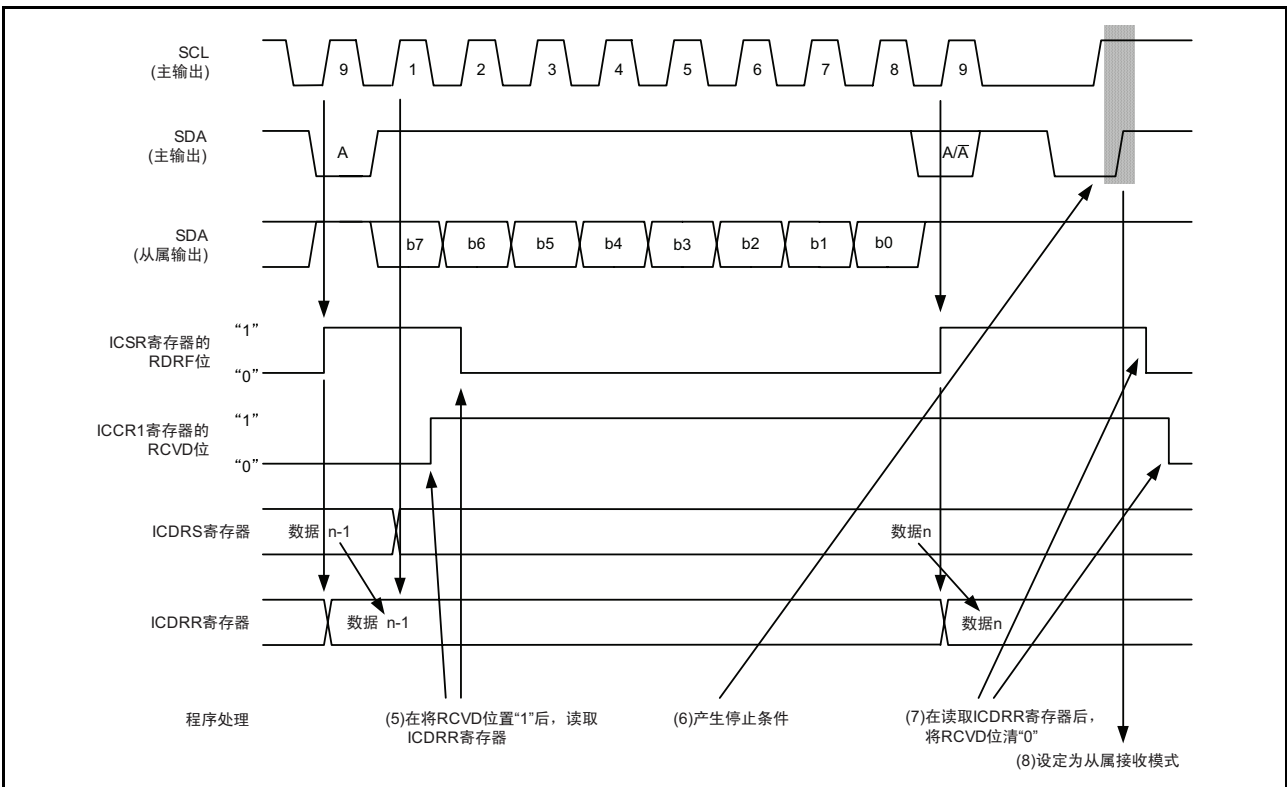 SCL
(主输出)
9
1
2
3
4
5
6
7
8
9
SDA
(主输出)
A
A/A̅
SDA
(从属输出)
b7
b6
b5
b4
b3
b2
b1
b0
ICSR寄存器的
RDRF位
“1”
“0”
ICCR1寄存器的
RCVD位
“1”
“0”
ICDRS寄存器
数据 n-1
数据n
ICDRR寄存器
数据 n-1
数据n
程序处理
(5)在将RCVD位置“1”后，读取
ICDRR寄存器
(6)产生停止条件
(7)在读取ICDRR寄存器后，
将RCVD位清“0”
(8)设定为从属接收模式